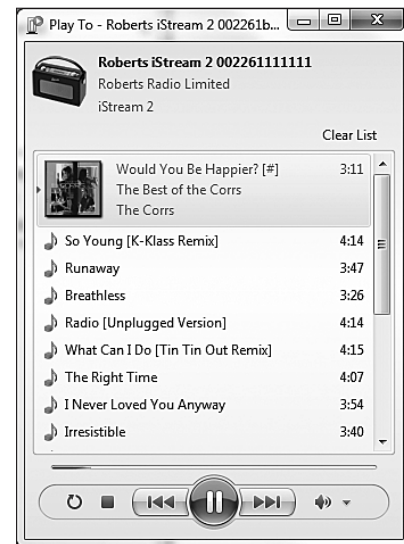 Play To - Roberts iStream 2 002261b...
Roberts iStream 2 002261111111
Roberts Radio Limited
iStream 2
Clear List
Would You Be Happier? [#] 3:11
The Best of the Corrs
The Corrs
So Young [K-Klass Remix] 4:14
Runaway 3:47
Breathless 3:26
Radio [Unplugged Version] 4:14
What Can I Do [Tin Tin Out Remix] 4:15
The Right Time 4:07
I Never Loved You Anyway 3:54
Irresistible 3:40